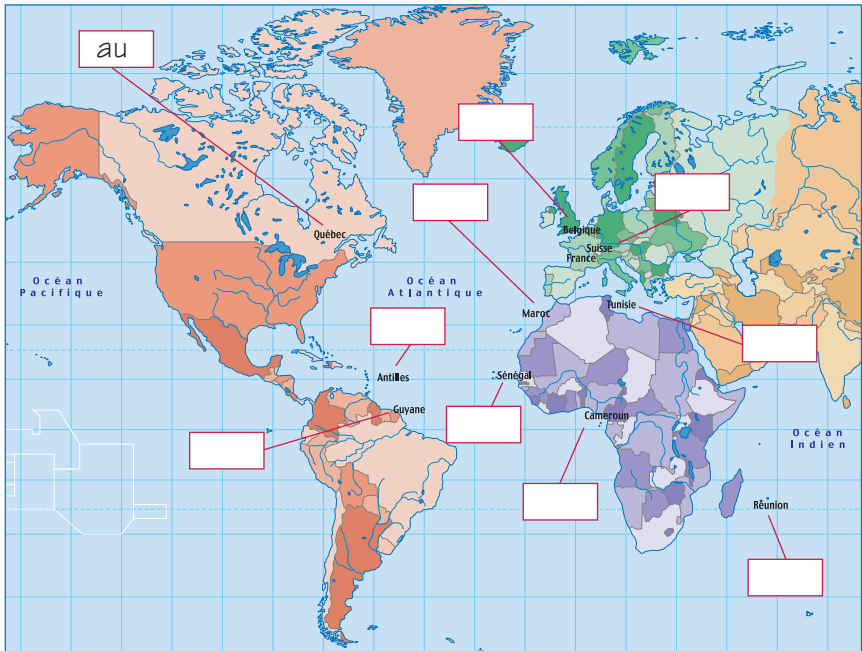 au
Québec
Belgique
Suisse
France
Océan
Pacifique
Océan
Atlantique
Maroc
Tunisie
Antilles
Sénégal
Guyane
Cameroun
Océan
Indien
Réunion